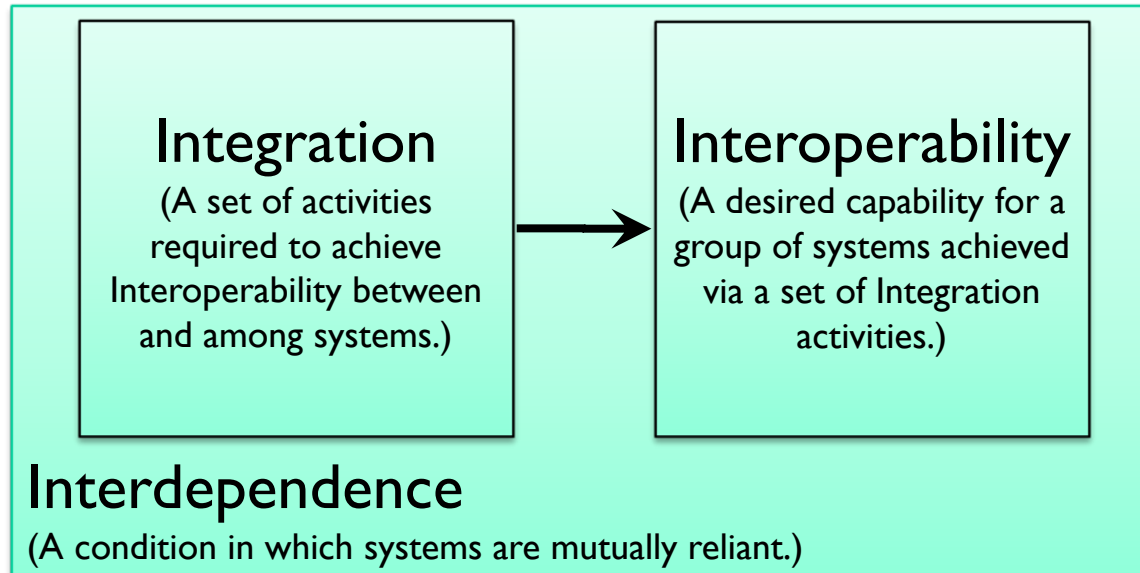 Integration
(A set of activities
required to achieve
Interoperability between
and among systems.)
Interoperability
(A desired capability for a
group of systems achieved
via a set of Integration
activities.)
Interdependence
(A condition in which systems are mutually reliant.)